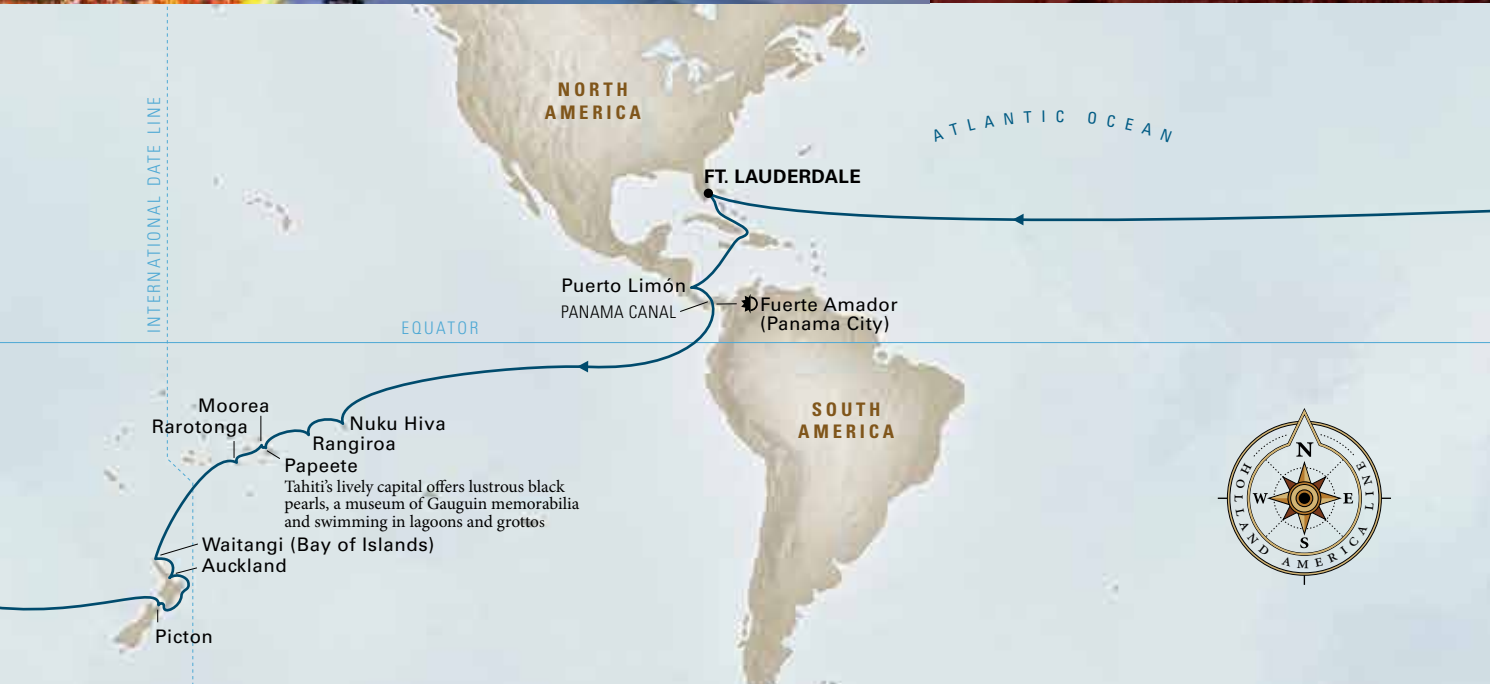 NORTH
AMERICA
ATLANTIC OCEAN
INTERNATIONAL DATE LINE
FT. LAUDERDALE
Puerto Limón
PANAMA CANAL
Fuerte Amador
(Panama City)
EQUATOR
Moorea
Rarotonga
Nuku Hiva
Rangiroa
Papeete
Tahiti's lively capital offers lustrous black
pearls, a museum of Gauguin memorabilia
and swimming in lagoons and grottos
SOUTH
AMERICA
Waitangi (Bay of Islands)
Auckland
Picton
N
W
E
S
HOLLAND AMERICA LINE